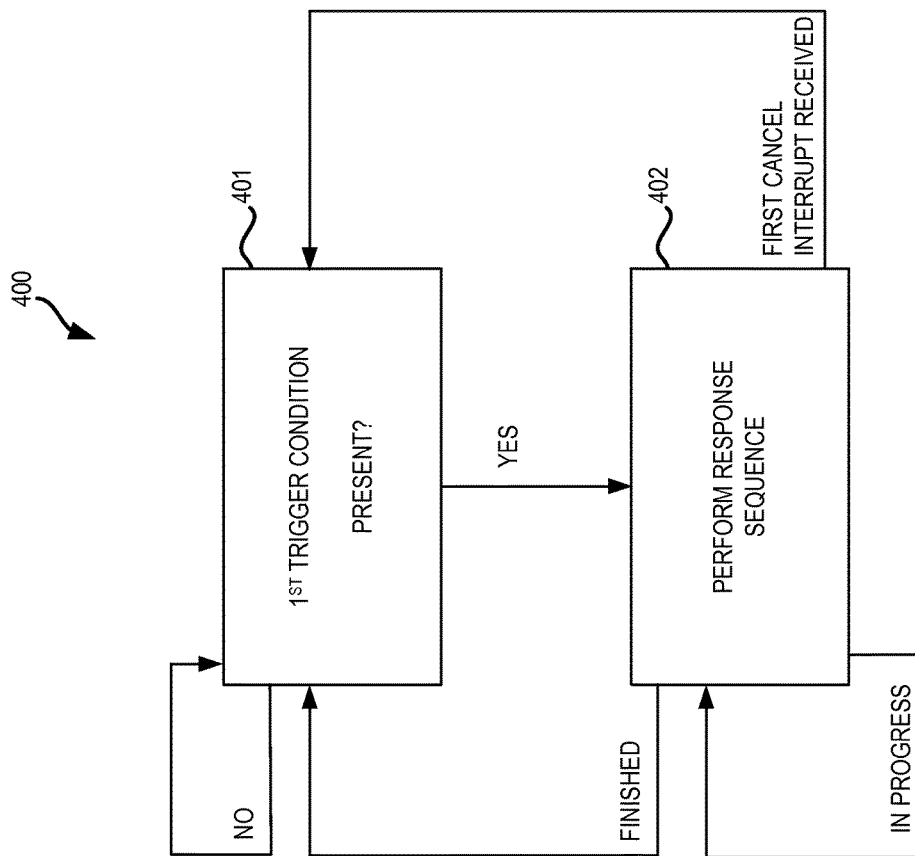 400
401
1ST TRIGGER CONDITION
PRESENT?
NO
YES
402
PERFORM RESPONSE
SEQUENCE
FINISHED
IN PROGRESS
FIRST CANCEL
INTERRUPT RECEIVED